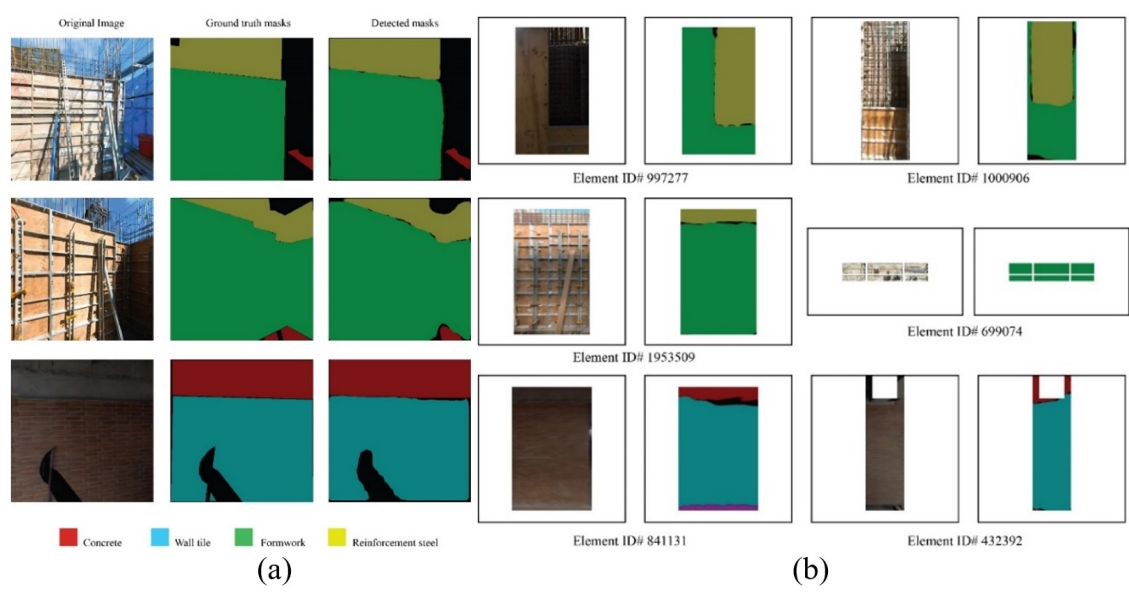 Original Image Ground truth masks Detected masks
Concrete Wall tile Formwork Reinforcement steel
(a)
Element ID# 997277 Element ID# 1000906
Element ID# 1953509 Element ID# 699074
Element ID# 841131 Element ID# 432392
(b)